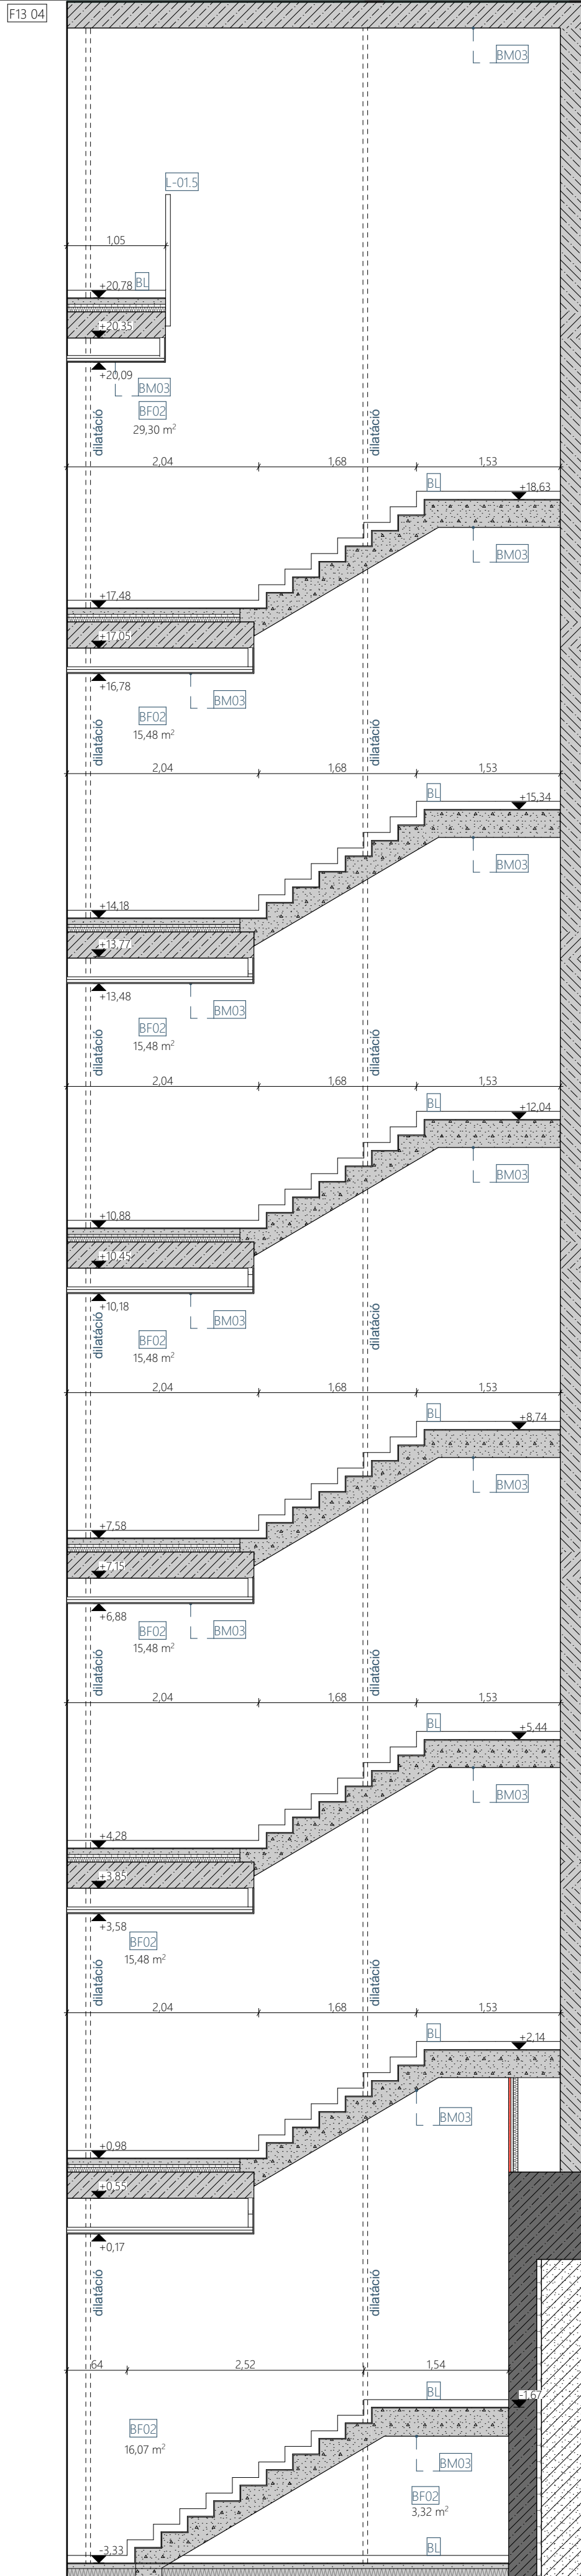 F13 04
BM03
L-01.5
1,05
+20,78
BL
+20,35
+20,09
BM03
BF02
29,30 m²
dilatáció
dilatáció
2,04
1,68
1,53
BL
+18,63
BM03
+17,48
+17,05
+16,78
BM03
BF02
15,48 m²
dilatáció
dilatáció
2,04
1,68
1,53
BL
+15,34
BM03
+14,18
+13,77
+13,48
BM03
BF02
15,48 m²
dilatáció
dilatáció
2,04
1,68
1,53
BL
+12,04
BM03
+10,88
+10,45
+10,18
BM03
BF02
15,48 m²
dilatáció
dilatáció
2,04
1,68
1,53
BL
+8,74
BM03
+7,58
+7,15
+6,88
BM03
BF02
15,48 m²
dilatáció
dilatáció
2,04
1,68
1,53
BL
+5,44
BM03
+4,28
+3,85
+3,58
BF02
15,48 m²
dilatáció
dilatáció
2,04
1,68
1,53
BL
+2,14
BM03
+0,98
+0,55
+0,17
dilatáció
dilatáció
64
2,52
1,54
BL
-1,67
BF02
16,07 m²
BM03
BF02
3,32 m²
BL
-3,33